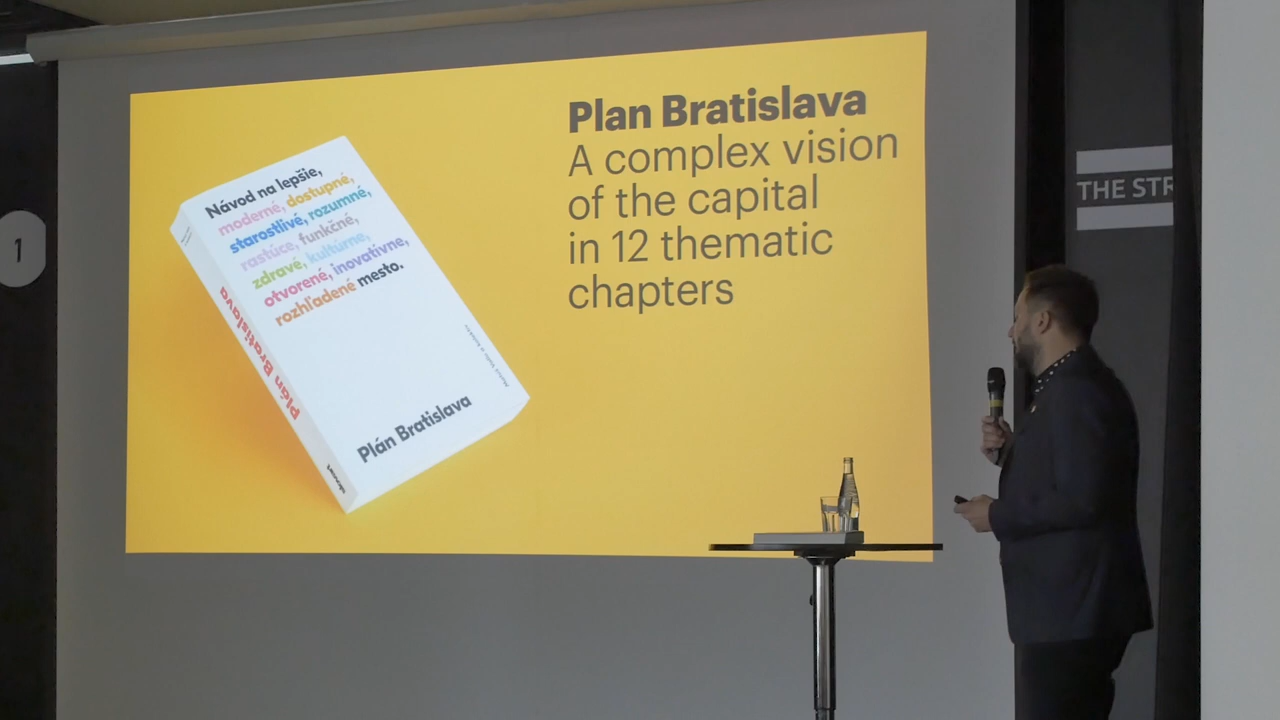 1
Plan Bratislava
A complex vision
of the capital
in 12 thematic
chapters
Návod na lepšie,
moderné, dostupné,
starostlivé, rozumné,
rastúce, funkčné,
zdravé, kultúrne,
otvorené, inovatívne,
rozhľadené mesto.
Plán Bratislava
Plán Bratislava
THE STR